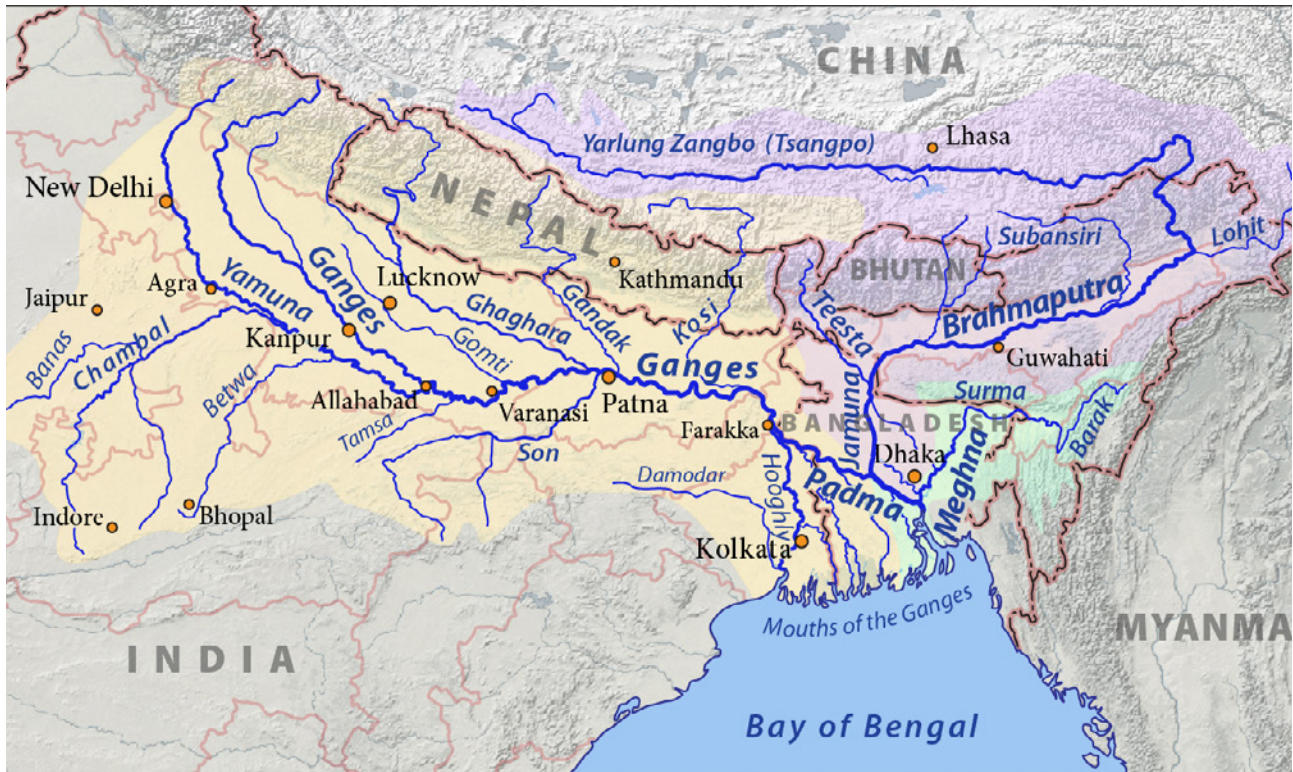 CHINA
Yarlung Zangbo (Tsangpo)
Lhasa
New Delhi
NEPAL
Subansiri
Lohit
BHUTAN
Kathmandu
Ganges
Lucknow
Agra
Yamuna
Jaipur
Ghaghara
Gandak
Kosi
Teesta
Brahmaputra
Guwahati
Banas
Chambal
Kanpur
Gomti
Ganges
Betwa
Allahabad
Varanasi
Patna
Surma
Tamsa
Son
Farakka
BANGLADESH
Jamuna
Barak
Dhaka
Meghna
Damodar
Hooghly
Padma
Indore
Bhopal
Kolkata
Mouths of the Ganges
INDIA
MYANMA
Bay of Bengal